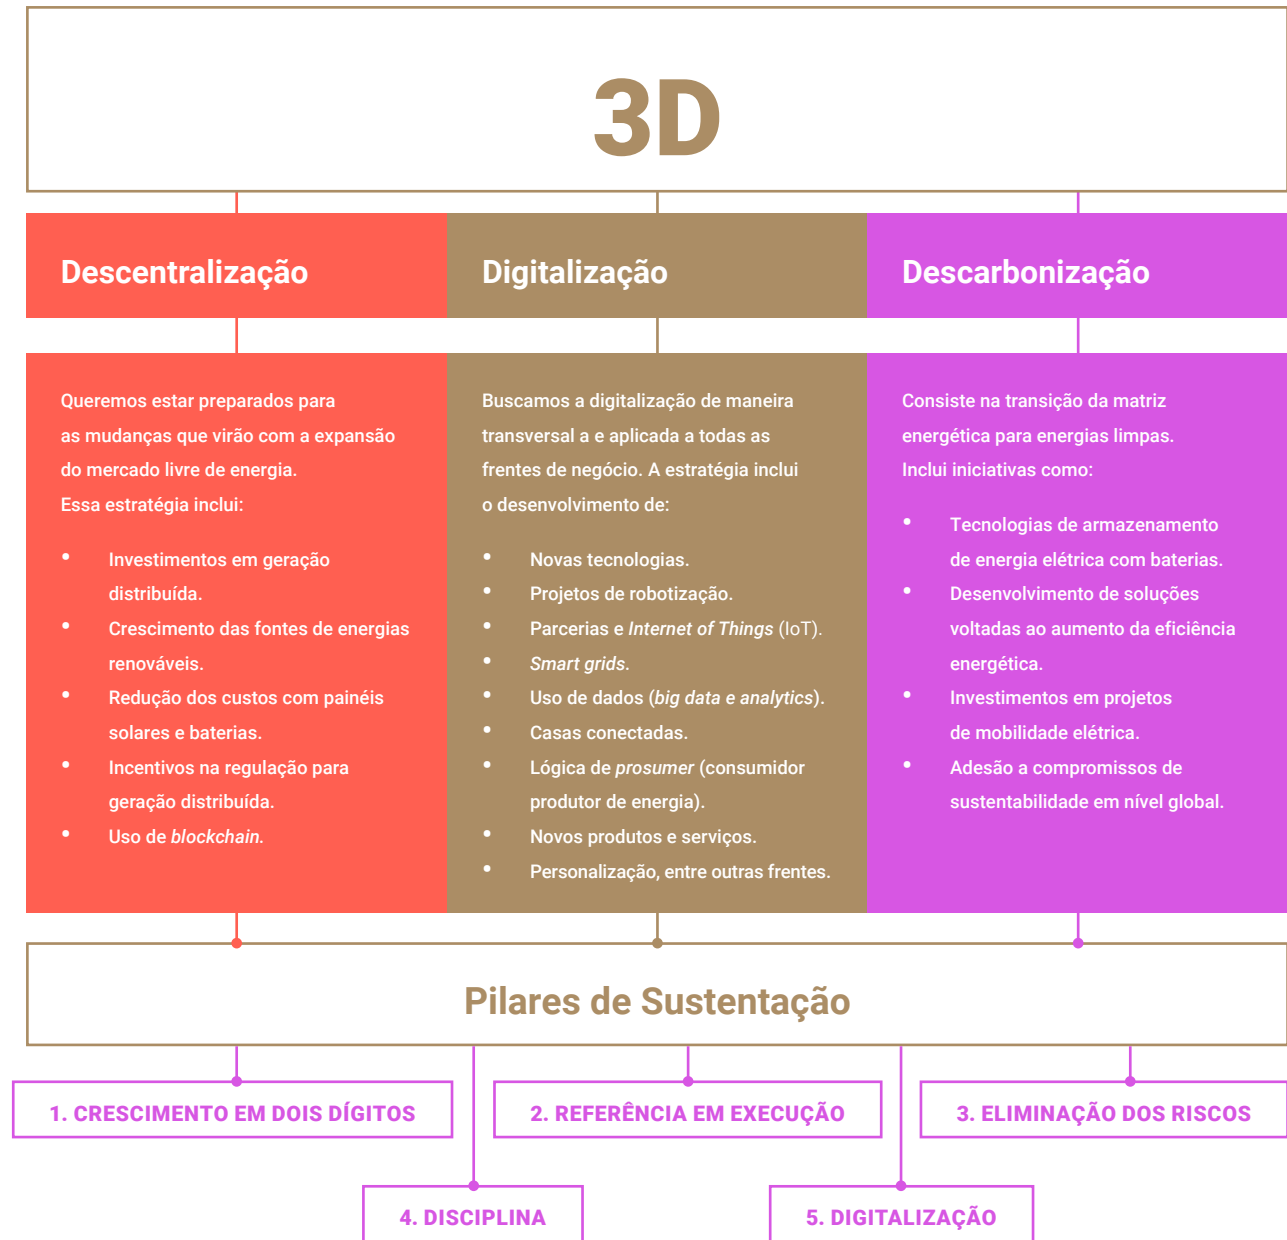 3D
Descentralização
Queremos estar preparados para
as mudanças que virão com a expansão
do mercado livre de energia.
Essa estratégia inclui:
• Investimentos em geração
distribuída.
• Crescimento das fontes de energias
renováveis.
• Redução dos custos com painéis
solares e baterias.
• Incentivos na regulação para
geração distribuída.
• Uso de blockchain.
Digitalização
Buscamos a digitalização de maneira
transversal a e aplicada a todas as
frentes de negócio. A estratégia inclui
o desenvolvimento de:
• Novas tecnologias.
• Projetos de robotização.
• Parcerias e Internet of Things (IoT).
• Smart grids.
• Uso de dados (big data e analytics).
• Casas conectadas.
• Lógica de prosumer (consumidor
produtor de energia).
• Novos produtos e serviços.
• Personalização, entre outras frentes.
Descarbonização
Consiste na transição da matriz
energética para energias limpas.
Inclui iniciativas como:
• Tecnologias de armazenamento
de energia elétrica com baterias.
• Desenvolvimento de soluções
voltadas ao aumento da eficiência
energética.
• Investimentos em projetos
de mobilidade elétrica.
• Adesão a compromissos de
sustentabilidade em nível global.
Pilares de Sustentação
1. CRESCIMENTO EM DOIS DÍGITOS
2. REFERÊNCIA EM EXECUÇÃO
3. ELIMINAÇÃO DOS RISCOS
4. DISCIPLINA
5. DIGITALIZAÇÃO